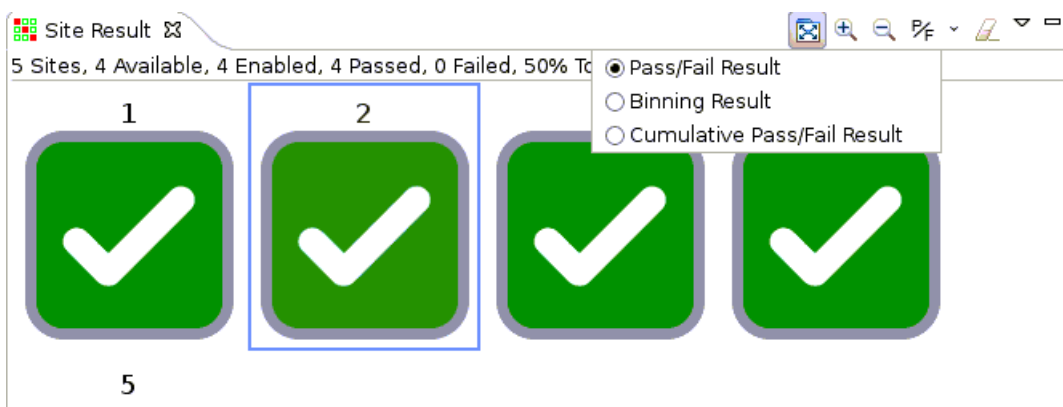 Site Result
P/F
5 Sites, 4 Available, 4 Enabled, 4 Passed, 0 Failed, 50%
Pass/Fail Result
Binning Result
Cumulative Pass/Fail Result
1 2
5